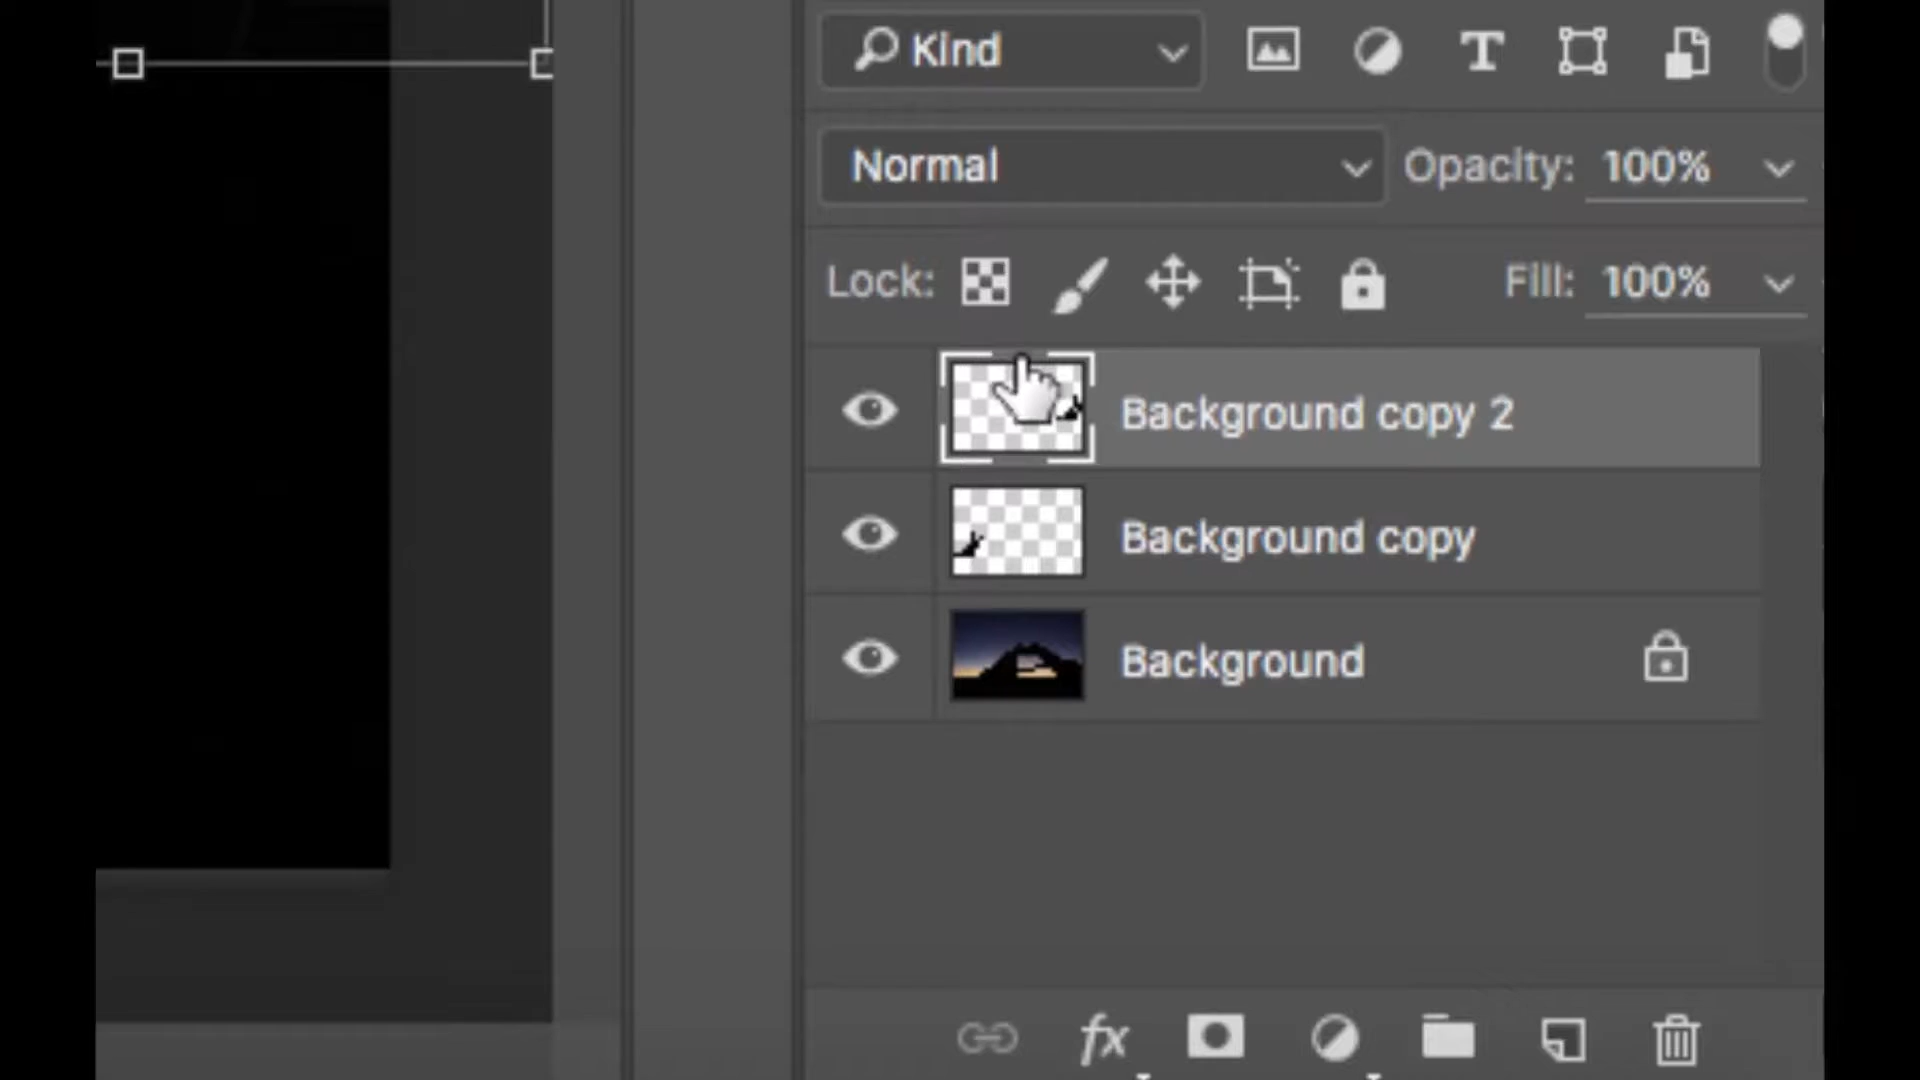 Kind
Normal
Opacity: 100%
Lock:
Fill: 100%
Background copy 2
Background copy
Background
fx